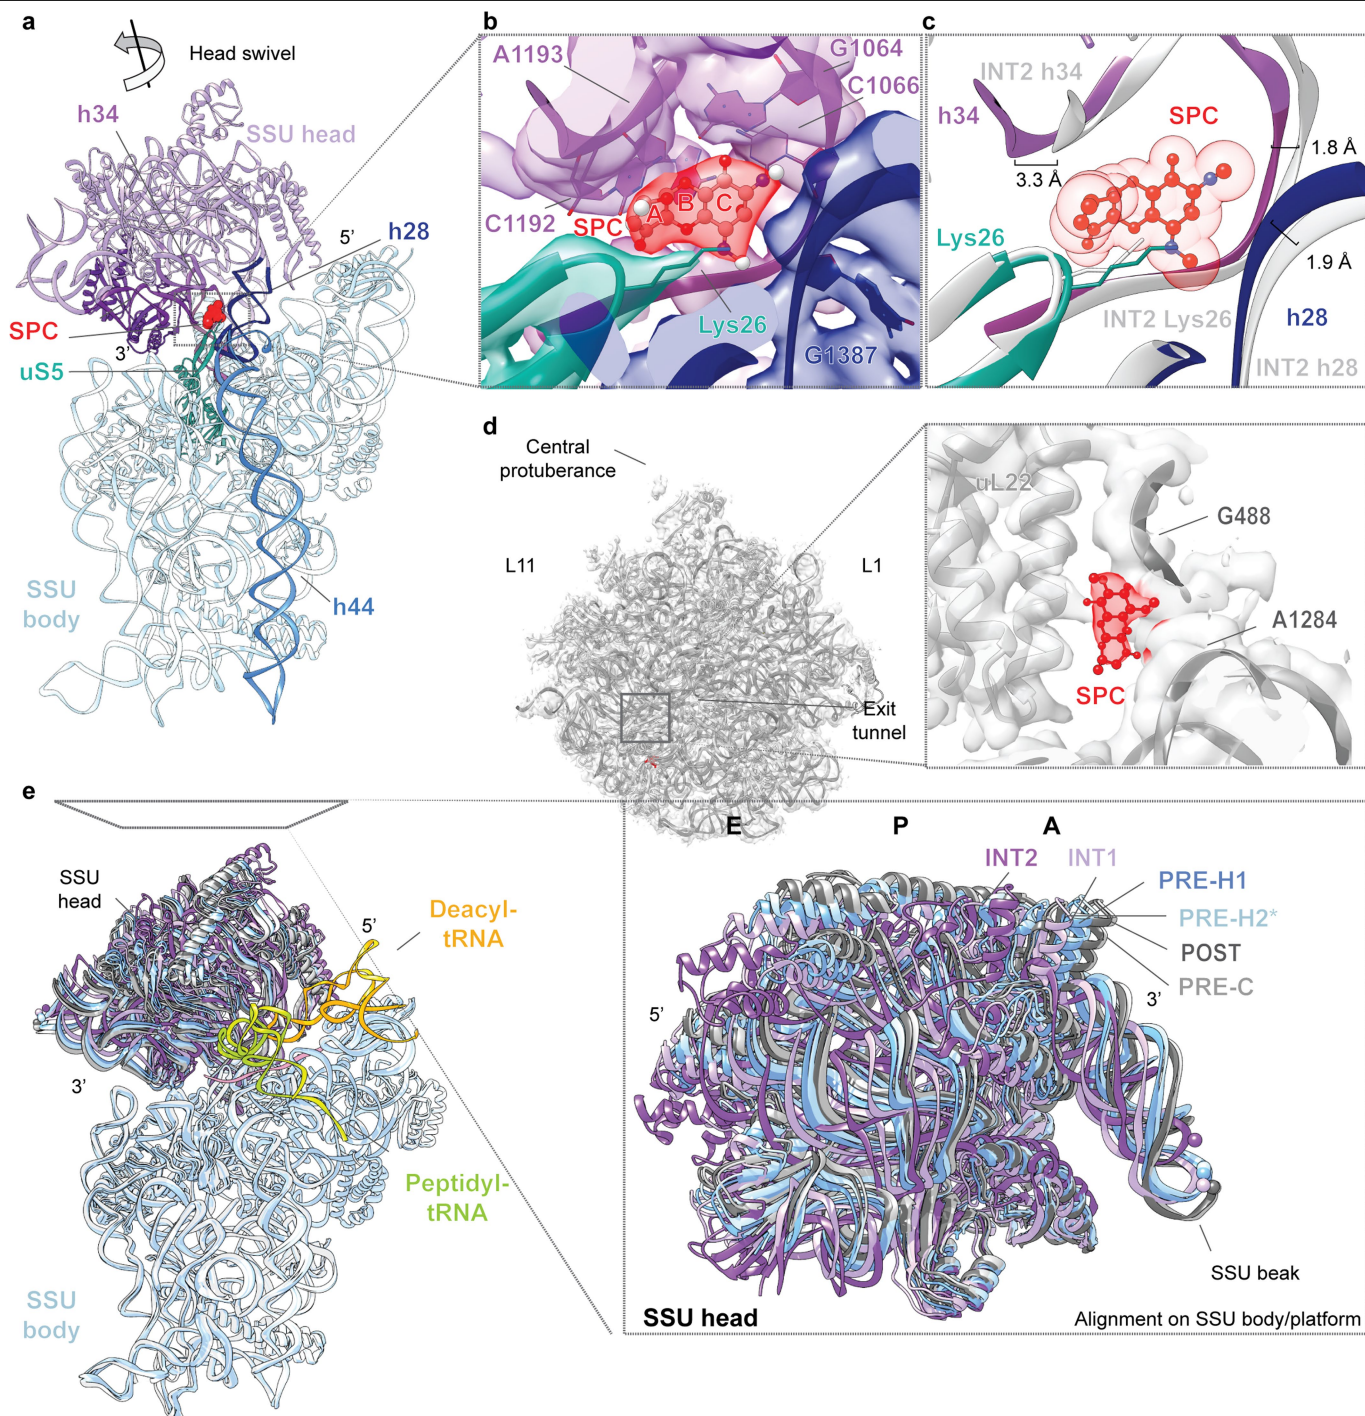 a
Head swivel
h34
SSU head
5’
h28
SPC
3’
uS5
SSU
body
h44
b
A1193
G1064
C1066
A
B
C
C1192
SPC
Lys26
G1387
c
INT2 h34
h34
SPC
1.8 Å
3.3 Å
Lys26
1.9 Å
INT2 Lys26
h28
INT2 h28
d
Central
protuberance
L11
L1
Exit
tunnel
uL22
G488
A1284
SPC
e
SSU
head
5’
Deacyl-
tRNA
3’
Peptidyl-
tRNA
SSU
body
E
P
A
INT2
INT1
PRE-H1
PRE-H2*
POST
PRE-C
5’
3’
SSU beak
SSU head
Alignment on SSU body/platform